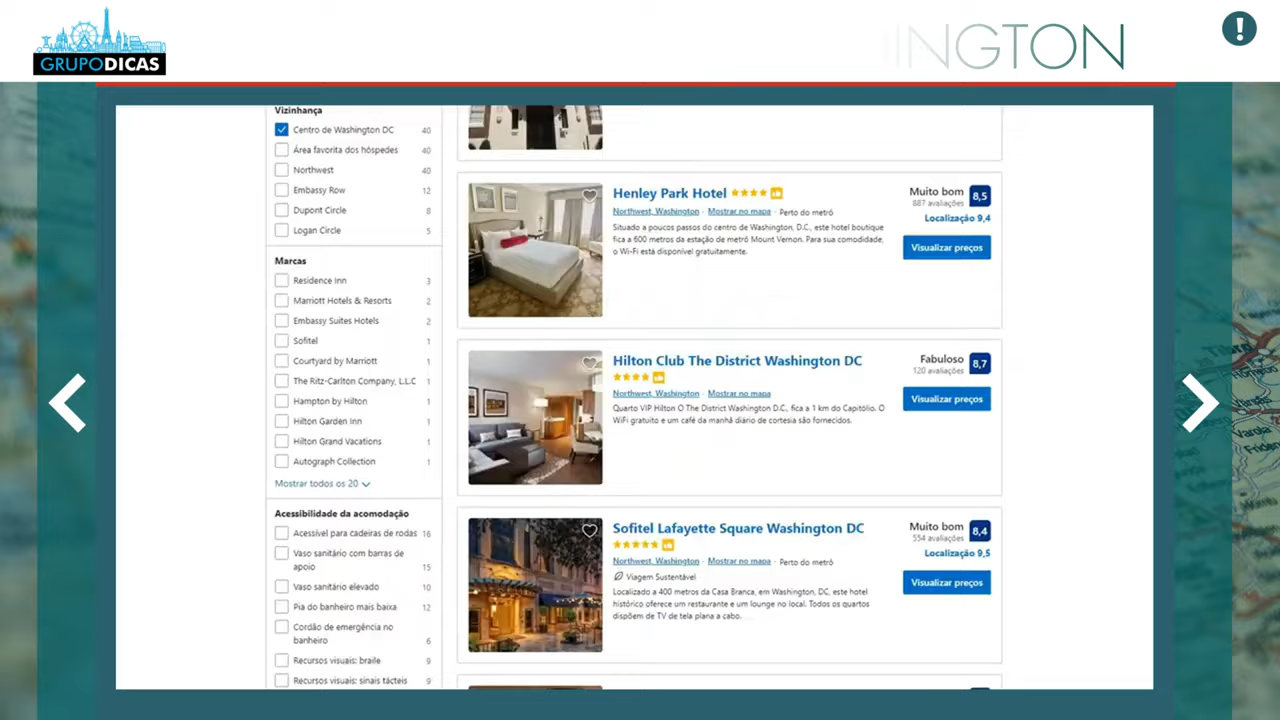 GRUPODICAS
INGTON
!
Vizinhança
Centro de Washington DC 40
Área favorita dos hóspedes 40
Northwest 40
Embassy Row 12
Dupont Circle 8
Logan Circle 5
Marcas
Residence Inn 3
Marriott Hotels & Resorts 2
Embassy Suites Hotels 2
Sofitel 1
Courtyard by Marriott 1
The Ritz-Carlton Company, L.L.C 1
Hampton by Hilton 1
Hilton Garden Inn 1
Hilton Grand Vacations 1
Autograph Collection 1
Mostrar todos os 20
Acessibilidade da acomodação
Acessível para cadeiras de rodas 16
Vaso sanitário com barras de
apoio 15
Vaso sanitário elevado 10
Pia do banheiro mais baixa 12
Cordão de emergência no
banheiro 6
Recursos visuais: braile 9
Recursos visuais: sinais tácteis 9
Henley Park Hotel
Northwest, Washington · Mostrar no mapa · Perto do metrô
Situado a poucos passos do centro de Washington, D.C., este hotel boutique
fica a 600 metros da estação de metrô Mount Vernon. Para sua comodidade,
o Wi-Fi está disponível gratuitamente.
Muito bom 8,5
887 avaliações
Localização 9,4
Visualizar preços
Hilton Club The District Washington DC
Northwest, Washington · Mostrar no mapa
Quarto VIP Hilton O The District Washington D.C., fica a 1 km do Capitólio. O
WiFi gratuito e um café da manhã diário de cortesia são fornecidos.
Fabuloso 8,7
120 avaliações
Visualizar preços
Sofitel Lafayette Square Washington DC
Northwest, Washington · Mostrar no mapa · Perto do metrô
Viagem Sustentável
Localizado a 400 metros da Casa Branca, em Washington, DC, este hotel
histórico oferece um restaurante e um lounge no local. Todos os quartos
dispõem de TV de tela plana a cabo.
Muito bom 8,4
554 avaliações
Localização 9,5
Visualizar preços